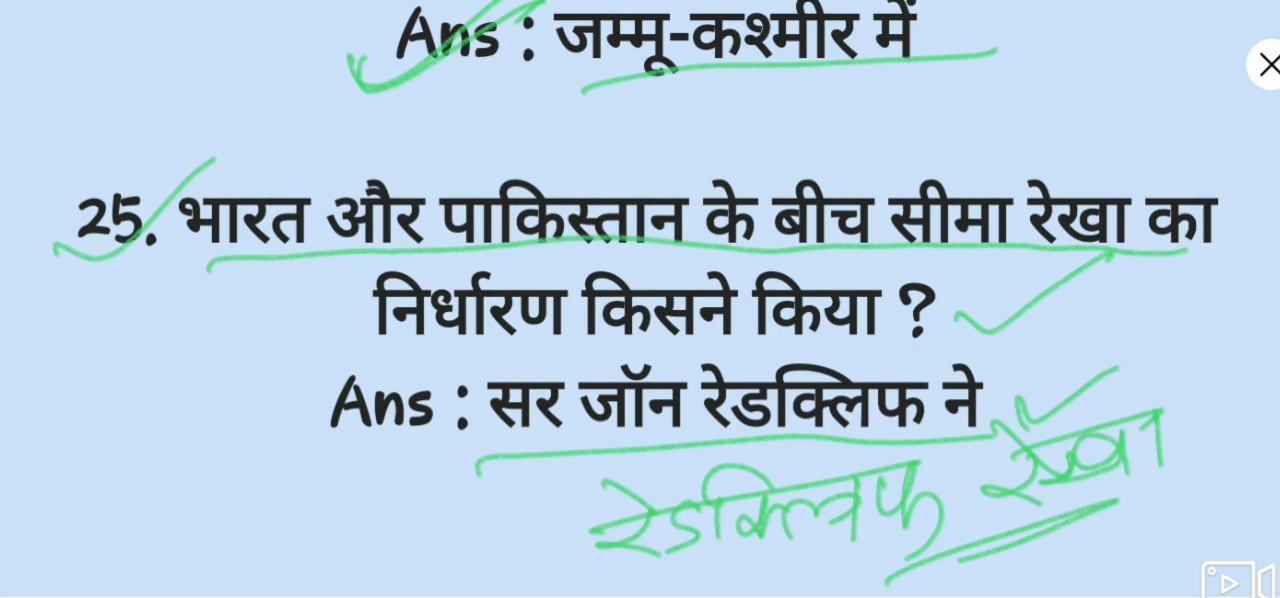 Ans : जम्मू-कश्मीर में
25. भारत और पाकिस्तान के बीच सीमा रेखा का
निर्धारण किसने किया ?
Ans : सर जॉन रेडक्लिफ ने
रेडक्लिफ रेखा